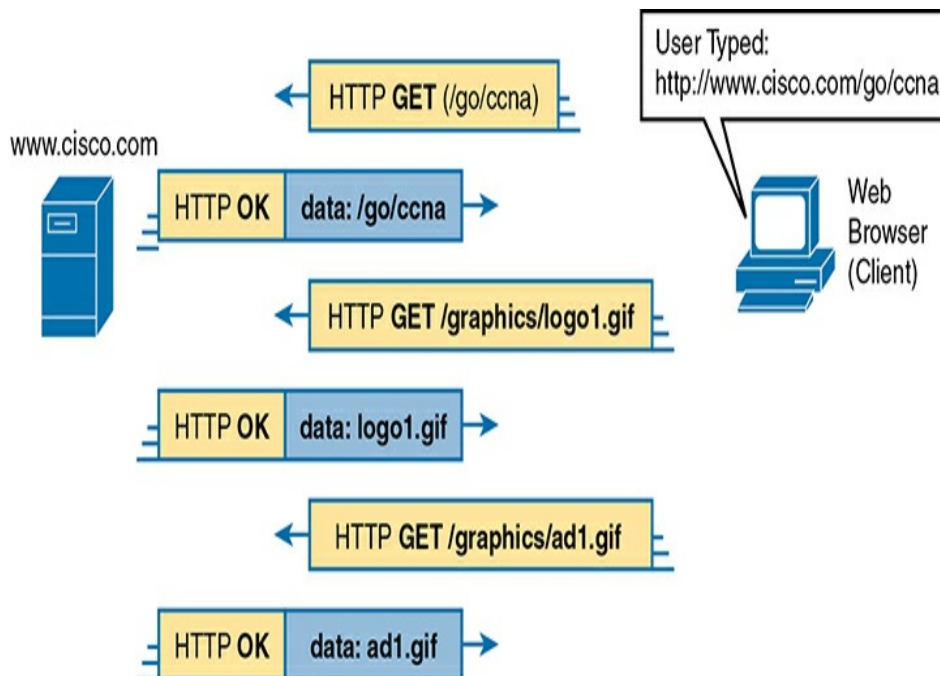 User Typed:
http://www.cisco.com/go/ccna
HTTP GET (/go/ccna)
www.cisco.com
HTTP OK data: /go/ccna
Web
Browser
(Client)
HTTP GET /graphics/logo1.gif
HTTP OK data: logo1.gif
HTTP GET /graphics/ad1.gif
HTTP OK data: ad1.gif